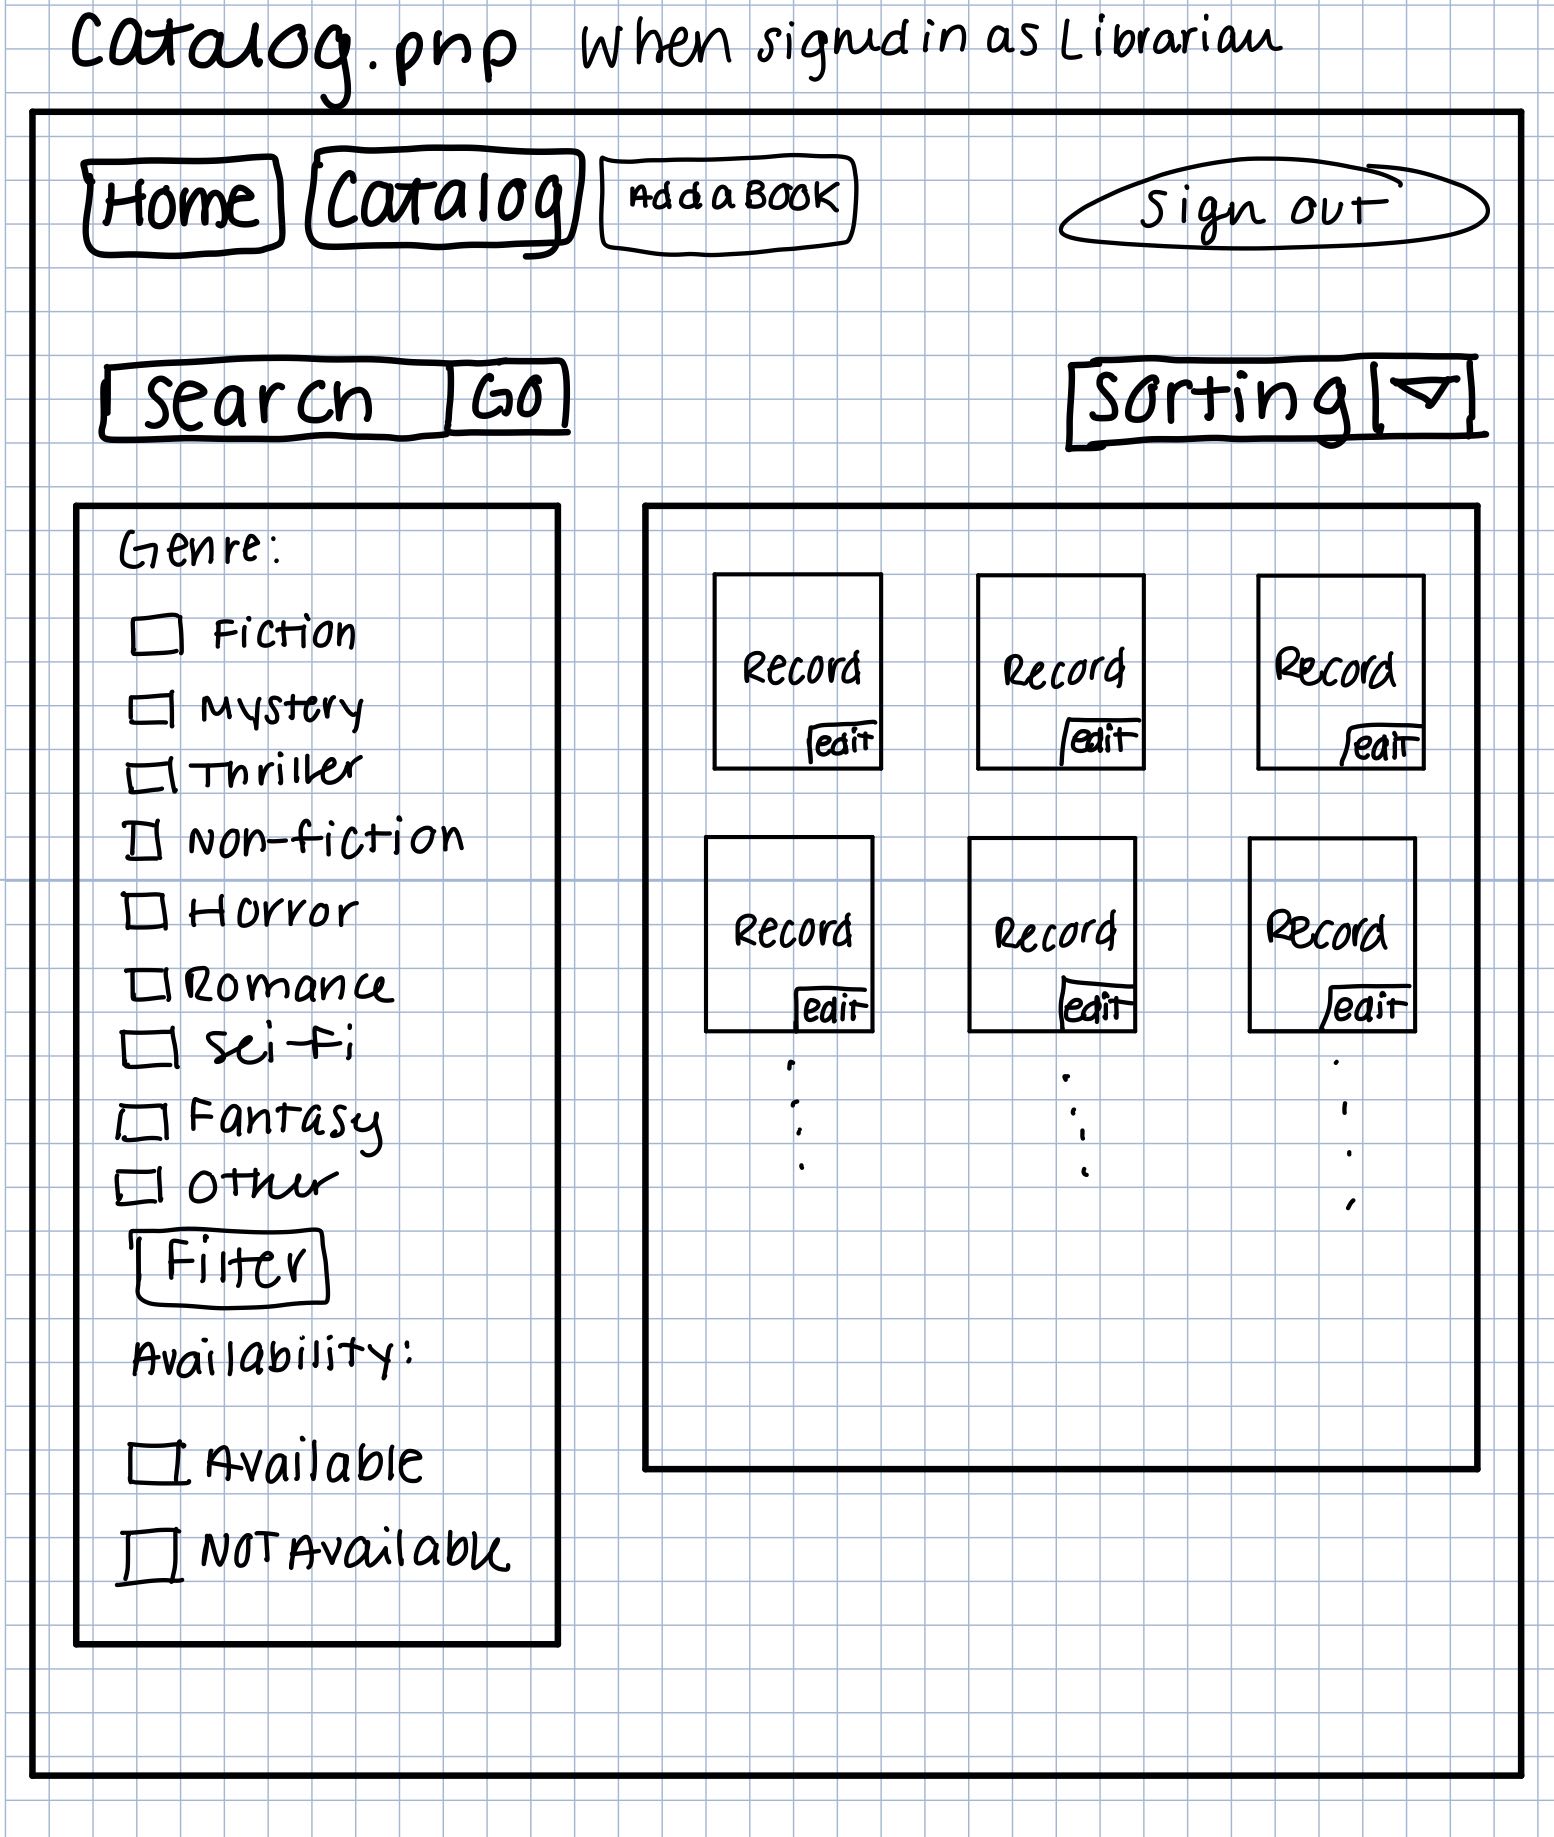 Catalog.php when signed in as Librarian
Home Catalog Add a Book Sign out
Search Go Sorting
Genre:
Fiction
Mystery
Thriller
Non-fiction
Horror
Romance
Sci-Fi
Fantasy
Other
Filter
Availability:
Available
NOT Available
Record Record Record
edit edit edit
Record Record Record
edit edit edit